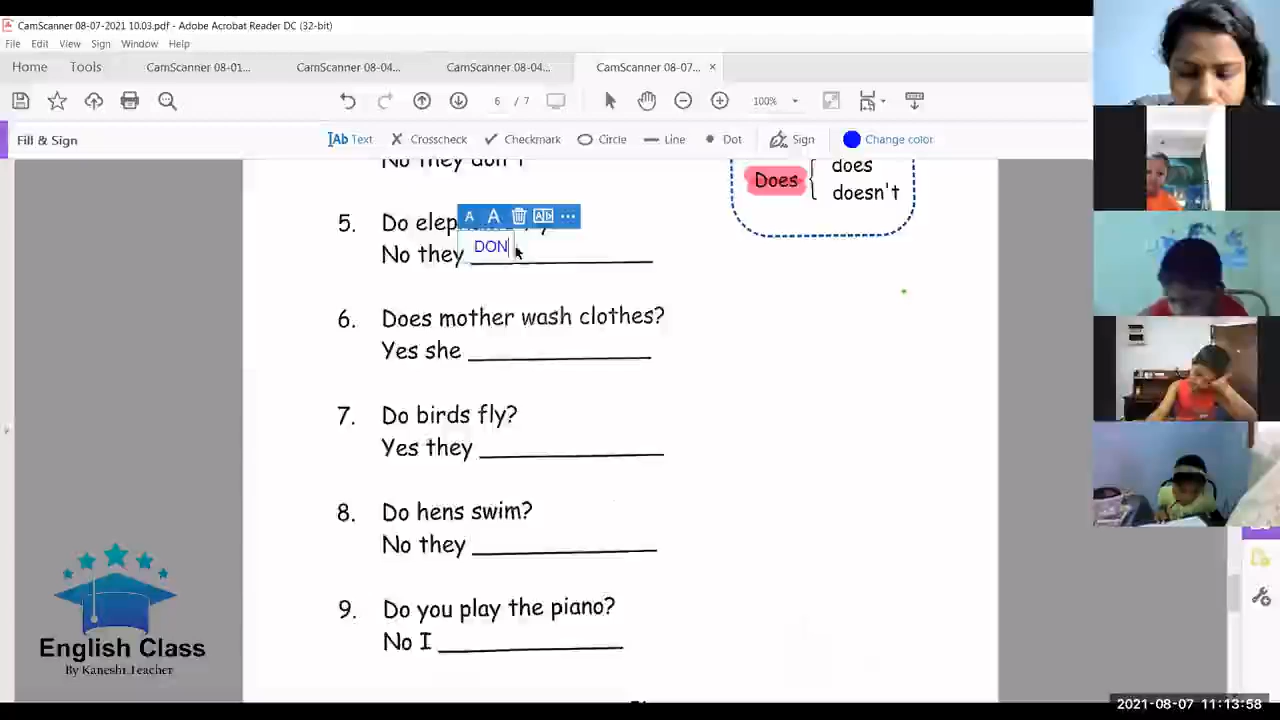 CamScanner 08-07-2021 10.03.pdf - Adobe Acrobat Reader DC (32-bit)
File Edit View Sign Window Help
Home Tools CamScanner 08-01... CamScanner 08-04... CamScanner 08-04... CamScanner 08-07... ×
6 / 7 100%
Fill & Sign Ab Text Crosscheck Checkmark Circle Line Dot Sign Change color
No they don't
Does does
doesn't
A A Ab ...
5. Do
No they DON
6. Does mother wash clothes?
Yes she
7. Do birds fly?
Yes they
8. Do hens swim?
No they
9. Do you play the piano?
No I
English Class
By Kaneshi Teacher
2021-08-07 11:13:58